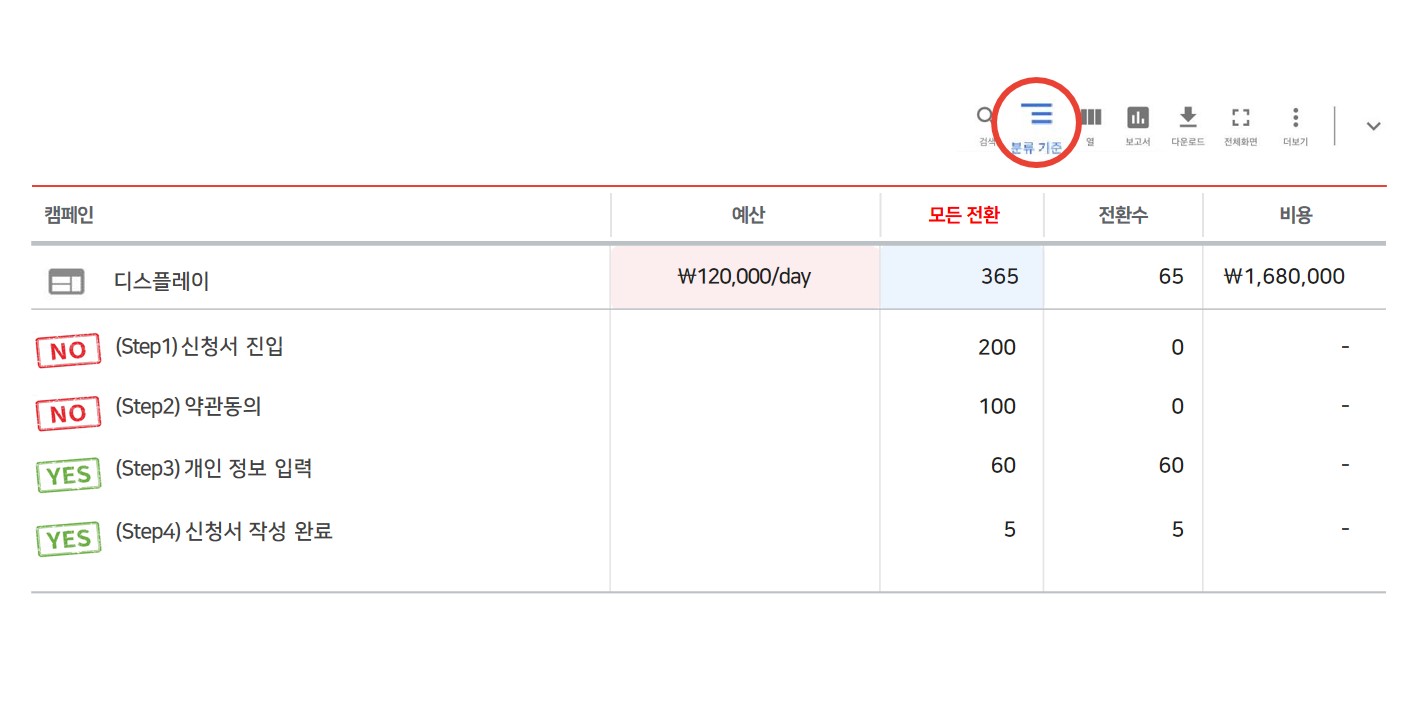 검색 분류 기준 열 보고서 다운로드 전체화면 더보기
캠페인 예산 모든 전환 전환수 비용
디스플레이 ₩120,000/day 365 65 ₩1,680,000
NO (Step1) 신청서 진입 200 0 -
NO (Step2) 약관동의 100 0 -
YES (Step3) 개인 정보 입력 60 60 -
YES (Step4) 신청서 작성 완료 5 5 -